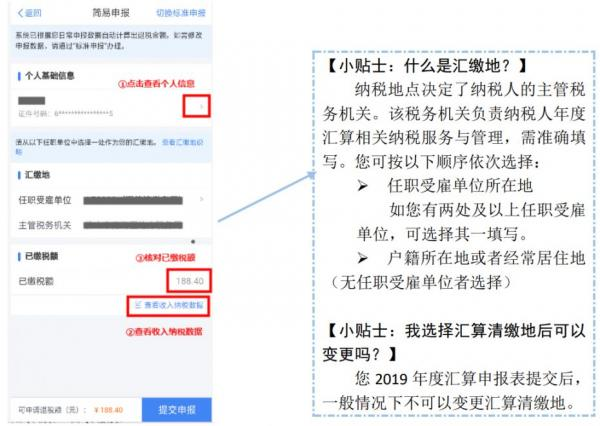 <返回
简易申报
切换标准申报
系统已根据您日常申报数据自动计算出退税金额，如需修改
申报数据，请通过“标准申报”办理。
个人基础信息
①点击查看个人信息
证件号码：6****************5
请从以下任职单位中选择一处作为您的汇缴地。查看汇缴地说
明
汇缴地
任职受雇单位
主管税务机关
已缴税额
③核对已缴税额
已缴税额
188.40
查看收入纳税数据
②查看收入纳税数据
可申请退税额（元）：￥188.40
提交申报
【小贴士：什么是汇缴地？】
纳税地点决定了纳税人的主管税
务机关。该税务机关负责纳税人年度
汇算相关纳税服务与管理，需准确填
写。您可按以下顺序依次选择：
➢ 任职受雇单位所在地
如您有两处及以上任职受雇
单位，可选择其一填写。
➢ 户籍所在地或者经常居住地
（无任职受雇单位者选择）
【小贴士：我选择汇算清缴地后可以
变更吗？】
您 2019 年度汇算申报表提交后，
一般情况下不可以变更汇算清缴地。